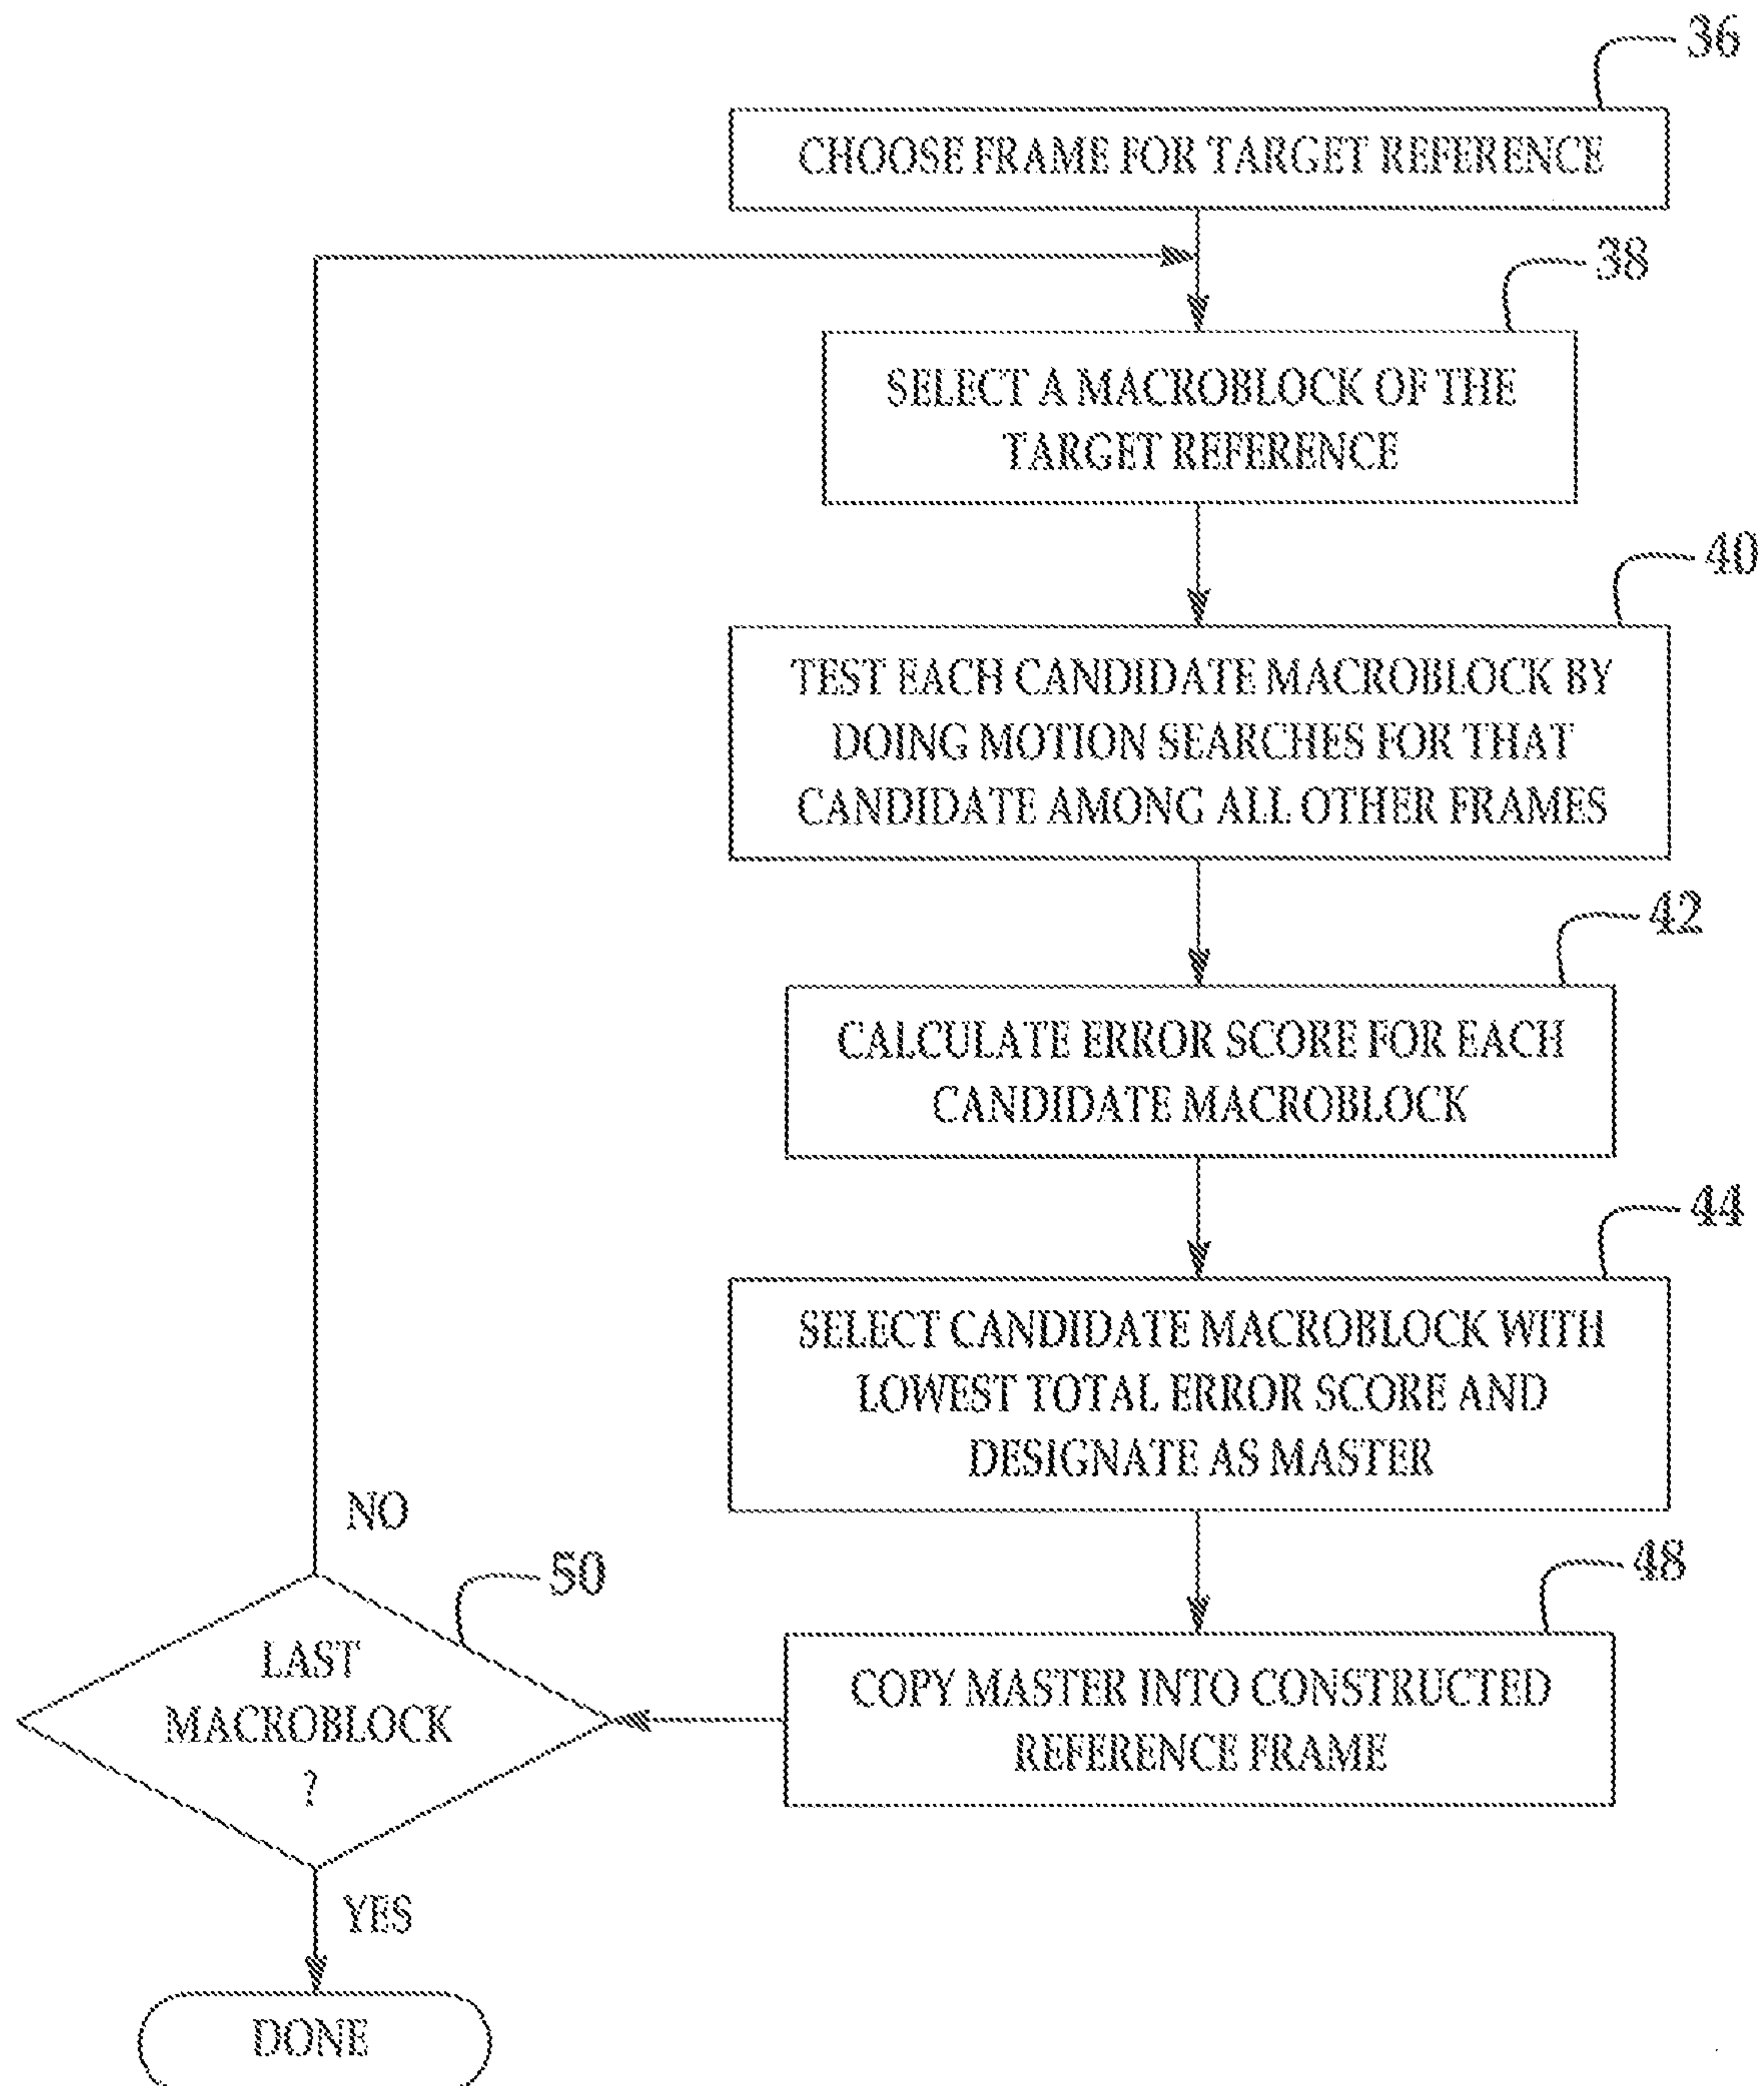 36
CHOOSE FRAME FOR TARGET REFERENCE
38
SELECT A MACROBLOCK OF THE
TARGET REFERENCE
40
TEST EACH CANDIDATE MACROBLOCK BY
DOING MOTION SEARCHES FOR THAT
CANDIDATE AMONG ALL OTHER FRAMES
42
CALCULATE ERROR SCORE FOR EACH
CANDIDATE MACROBLOCK
44
SELECT CANDIDATE MACROBLOCK WITH
LOWEST TOTAL ERROR SCORE AND
DESIGNATE AS MASTER
48
COPY MASTER INTO CONSTRUCTED
REFERENCE FRAME
NO
50
LAST
MACROBLOCK
?
YES
DONE